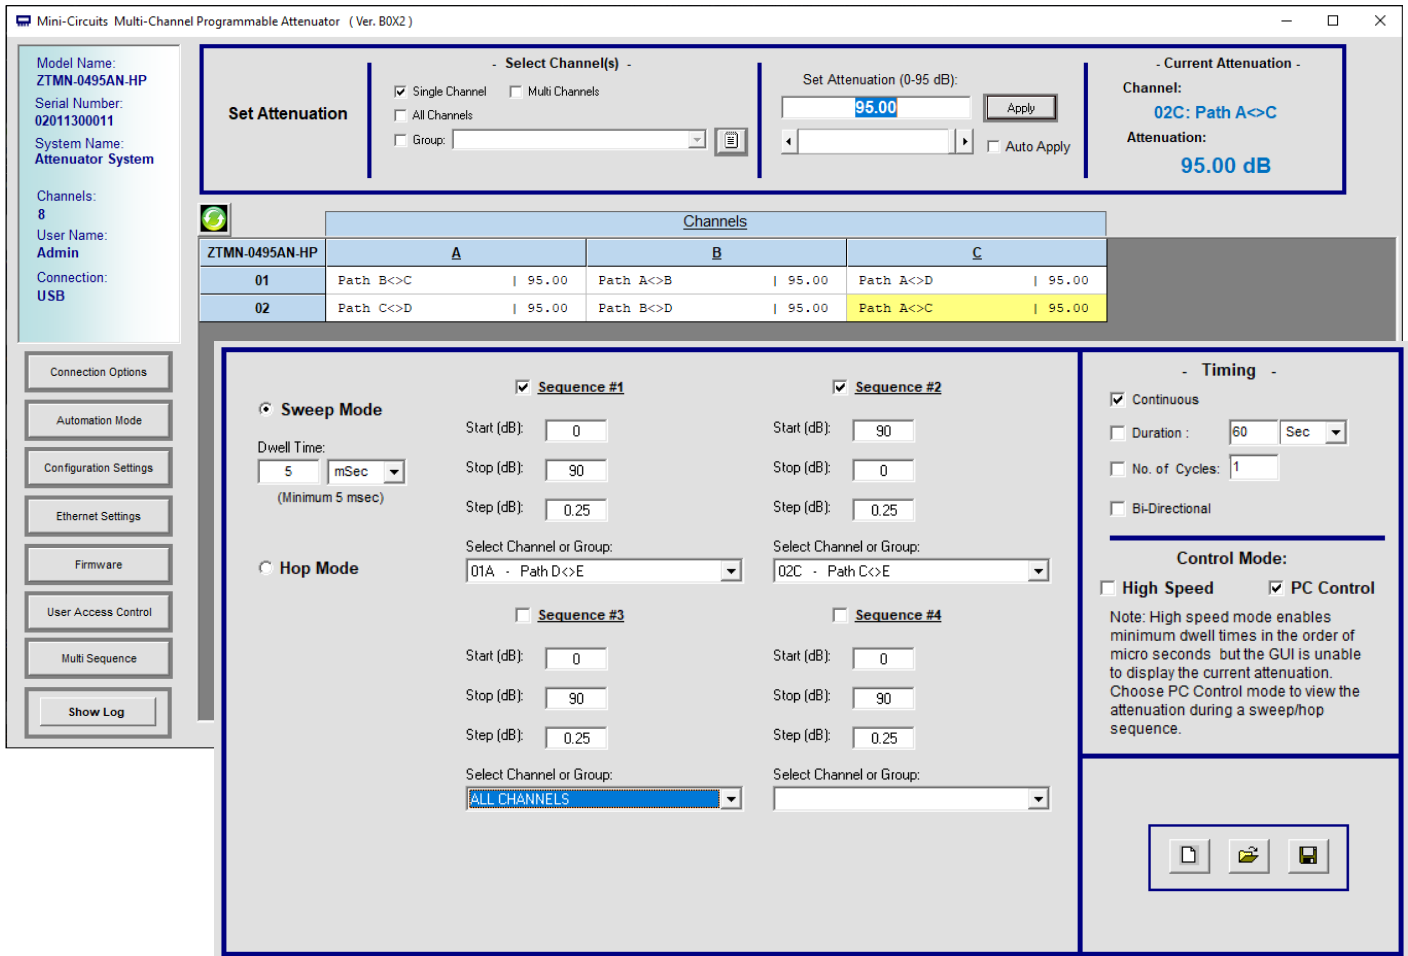 Mini-Circuits Multi-Channel Programmable Attenuator ( Ver. B0X2 )
Model Name:
ZTMN-0495AN-HP
Serial Number:
02011300011
System Name:
Attenuator System
Channels:
8
User Name:
Admin
Connection:
USB
Connection Options
Automation Mode
Configuration Settings
Ethernet Settings
Firmware
User Access Control
Multi Sequence
Show Log
Set Attenuation
- Select Channel(s) -
Single Channel Multi Channels
All Channels
Group:
Set Attenuation (0-95 dB):
95.00 Apply
Auto Apply
- Current Attenuation -
Channel:
02C: Path A<>C
Attenuation:
95.00 dB
Channels
ZTMN-0495AN-HP A B C
01 Path B<>C | 95.00 Path A<>B | 95.00 Path A<>D | 95.00
02 Path C<>D | 95.00 Path B<>D | 95.00 Path A<>C | 95.00
Sweep Mode
Dwell Time:
5 mSec
(Minimum 5 msec)
Hop Mode
Sequence #1
Start (dB): 0
Stop (dB): 90
Step (dB): 0.25
Select Channel or Group:
01A - Path D<>E
Sequence #2
Start (dB): 90
Stop (dB): 0
Step (dB): 0.25
Select Channel or Group:
02C - Path C<>E
Sequence #3
Start (dB): 0
Stop (dB): 90
Step (dB): 0.25
Select Channel or Group:
ALL CHANNELS
Sequence #4
Start (dB): 0
Stop (dB): 90
Step (dB): 0.25
Select Channel or Group:
- Timing -
Continuous
Duration : 60 Sec
No. of Cycles: 1
Bi-Directional
Control Mode:
High Speed PC Control
Note: High speed mode enables
minimum dwell times in the order of
micro seconds but the GUI is unable
to display the current attenuation.
Choose PC Control mode to view the
attenuation during a sweep/hop
sequence.